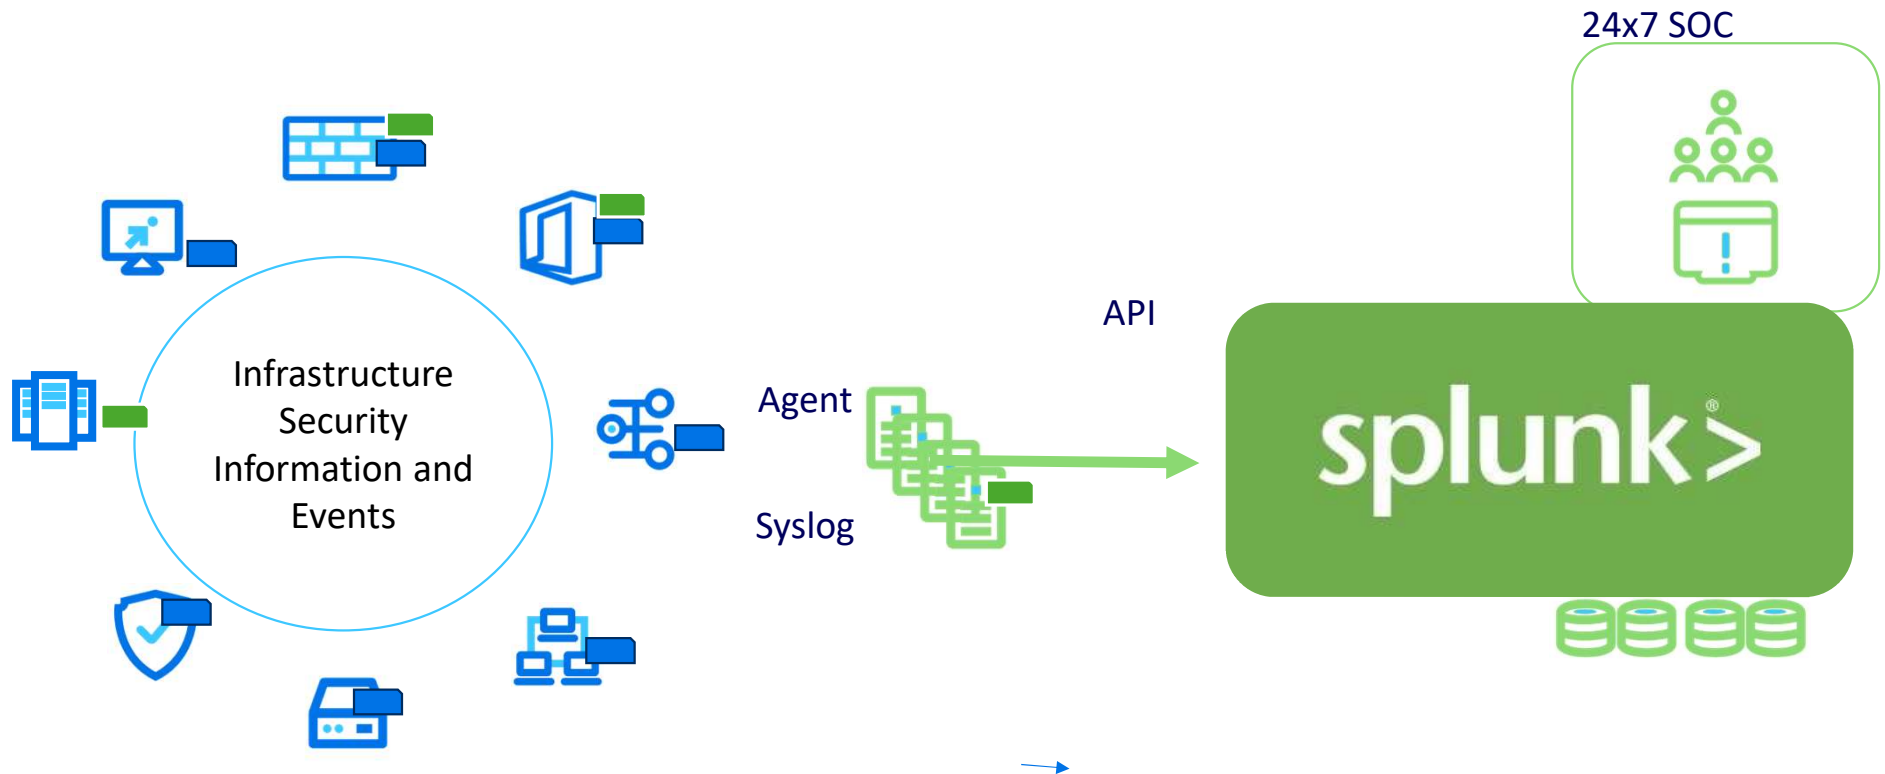 24x7 SOC
Infrastructure
Security
Information and
Events
API
Agent
Syslog
splunk>®